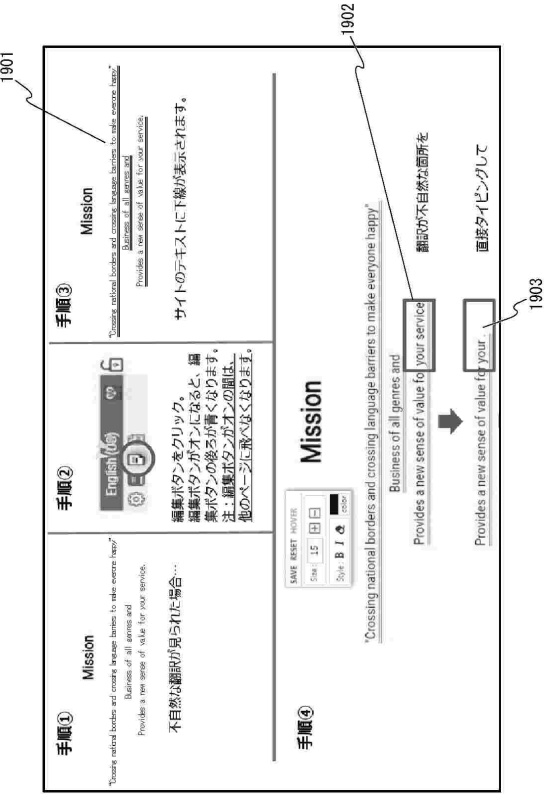 1901
1902
1903
手順①
Mission
"Crossing national borders and crossing language barriers to make everone happy"
Business of all genres and
Provides a new sense of value for your service.
不自然な翻訳が見られた場合…
手順②
English (US)
編集ボタンをクリック。
編集ボタンがオンになると、編
集ボタンの後ろが青くなります。
注:編集ボタンがオンの間は、
他のページに飛べなくなります。
手順③
Mission
"Crossing national borders and crossing language barriers to make everone happy"
Business of all genres and
Provides a new sense of value for your service.
サイトのテキストに下線が表示されます。
手順④
SAVE RESET HOVER
Size: 15
Style: B I color
Mission
"Crossing national borders and crossing language barriers to make everyone happy"
Business of all genres and
Provides a new sense of value for your service
翻訳が不自然な箇所を
Provides a new sense of value for your .
直接タイピングして